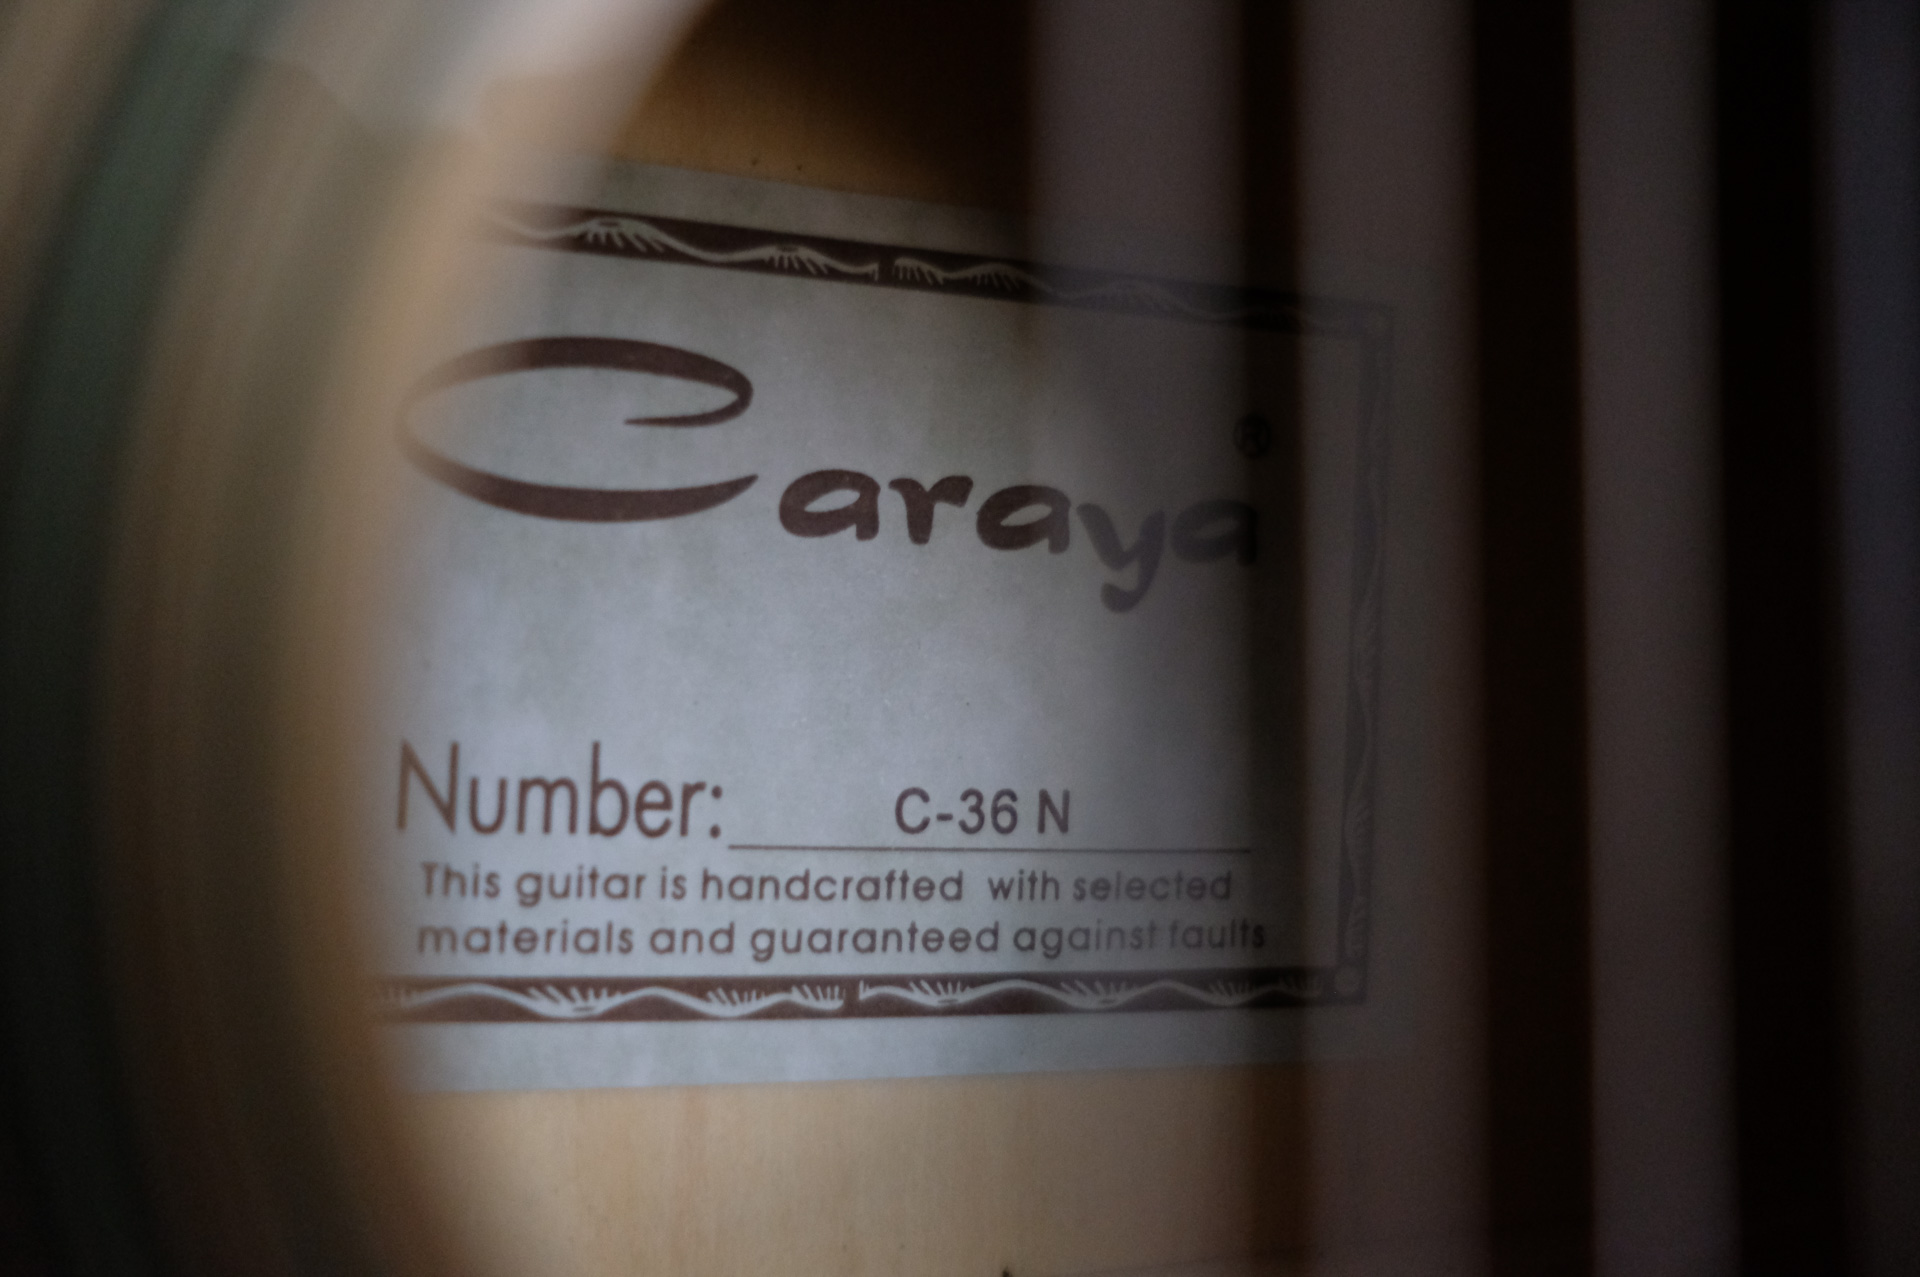 Caraya®
Number: C-36 N
This guitar is handcrafted with selected
materials and guaranteed against faults